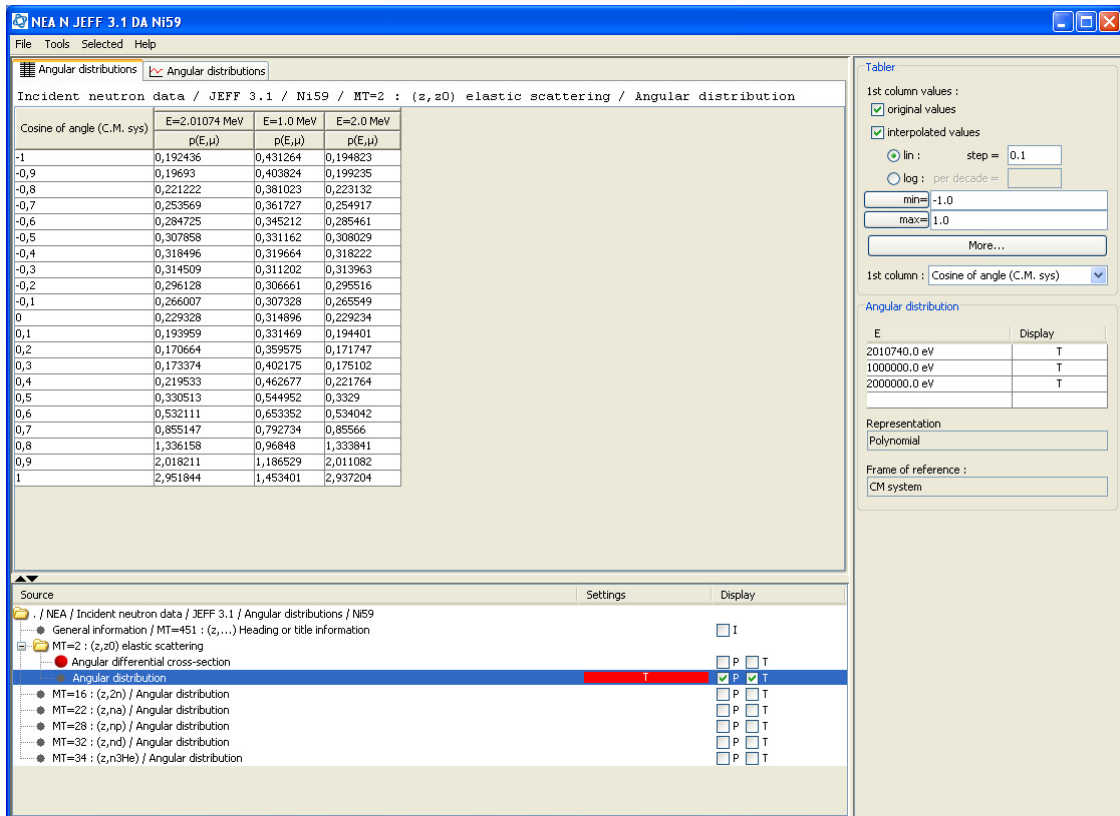 NEA N JEFF 3.1 DA Ni59
File Tools Selected Help
Angular distributions Angular distributions
Incident neutron data / JEFF 3.1 / Ni59 / MT=2 : (z,z0) elastic scattering / Angular distribution
Cosine of angle (C.M. sys) E=2.01074 MeV E=1.0 MeV E=2.0 MeV
p(E,μ) p(E,μ) p(E,μ)
-1 0,192436 0,431264 0,194823
-0,9 0,19693 0,403824 0,199235
-0,8 0,221222 0,381023 0,223132
-0,7 0,253569 0,361727 0,254917
-0,6 0,284725 0,345212 0,285461
-0,5 0,307858 0,331162 0,308029
-0,4 0,318496 0,319664 0,318222
-0,3 0,314509 0,311202 0,313963
-0,2 0,296128 0,306661 0,295516
-0,1 0,266007 0,307328 0,265549
0 0,229328 0,314896 0,229234
0,1 0,193959 0,331469 0,194401
0,2 0,170664 0,359575 0,171747
0,3 0,173374 0,402175 0,175102
0,4 0,219533 0,462677 0,221764
0,5 0,330513 0,544952 0,3329
0,6 0,532111 0,653352 0,534042
0,7 0,855147 0,792734 0,85566
0,8 1,336158 0,96848 1,333841
0,9 2,018211 1,186529 2,011082
1 2,951844 1,453401 2,937204
Source Settings Display
. / NEA / Incident neutron data / JEFF 3.1 / Angular distributions / Ni59
General information / MT=451 : (z,...) Heading or title information I
MT=2 : (z,z0) elastic scattering
Angular differential cross-section P T
Angular distribution T P T
MT=16 : (z,2n) / Angular distribution P T
MT=22 : (z,na) / Angular distribution P T
MT=28 : (z,np) / Angular distribution P T
MT=32 : (z,nd) / Angular distribution P T
MT=34 : (z,n3He) / Angular distribution P T
Tabler
1st column values :
original values
interpolated values
lin : step = 0.1
log : per decade =
min= -1.0
max= 1.0
More...
1st column : Cosine of angle (C.M. sys)
Angular distribution
E Display
2010740.0 eV T
1000000.0 eV T
2000000.0 eV T
Representation
Polynomial
Frame of reference :
CM system